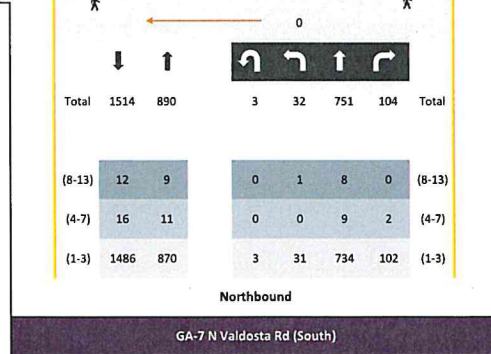 0
Total 1514 890 3 32 751 104 Total
(8-13) 12 9 0 1 8 0 (8-13)
(4-7) 16 11 0 0 9 2 (4-7)
(1-3) 1486 870 3 31 734 102 (1-3)
Northbound
GA-7 N Valdosta Rd (South)